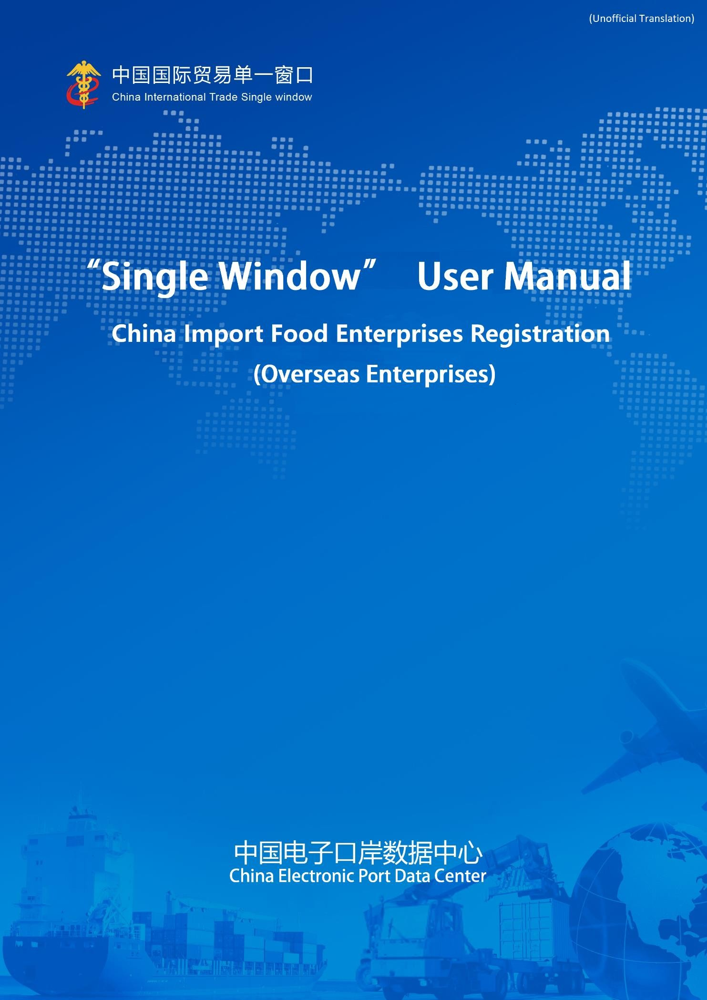 (Unofficial Translation)
中国国际贸易单一窗口
China International Trade Single window
“Single Window” User Manual
China Import Food Enterprises Registration
(Overseas Enterprises)
中国电子口岸数据中心
China Electronic Port Data Center